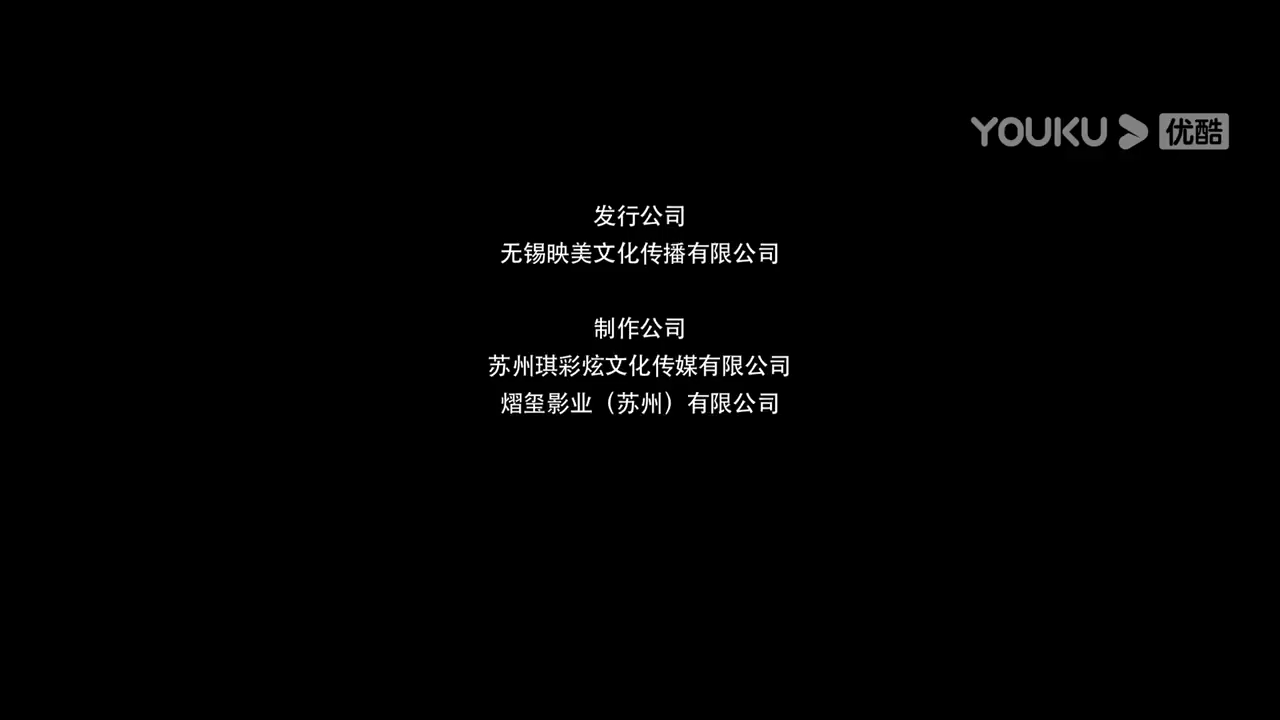 YOUKU 优酷
发行公司
无锡映美文化传播有限公司
制作公司
苏州琪彩炫文化传媒有限公司
熠玺影业（苏州）有限公司